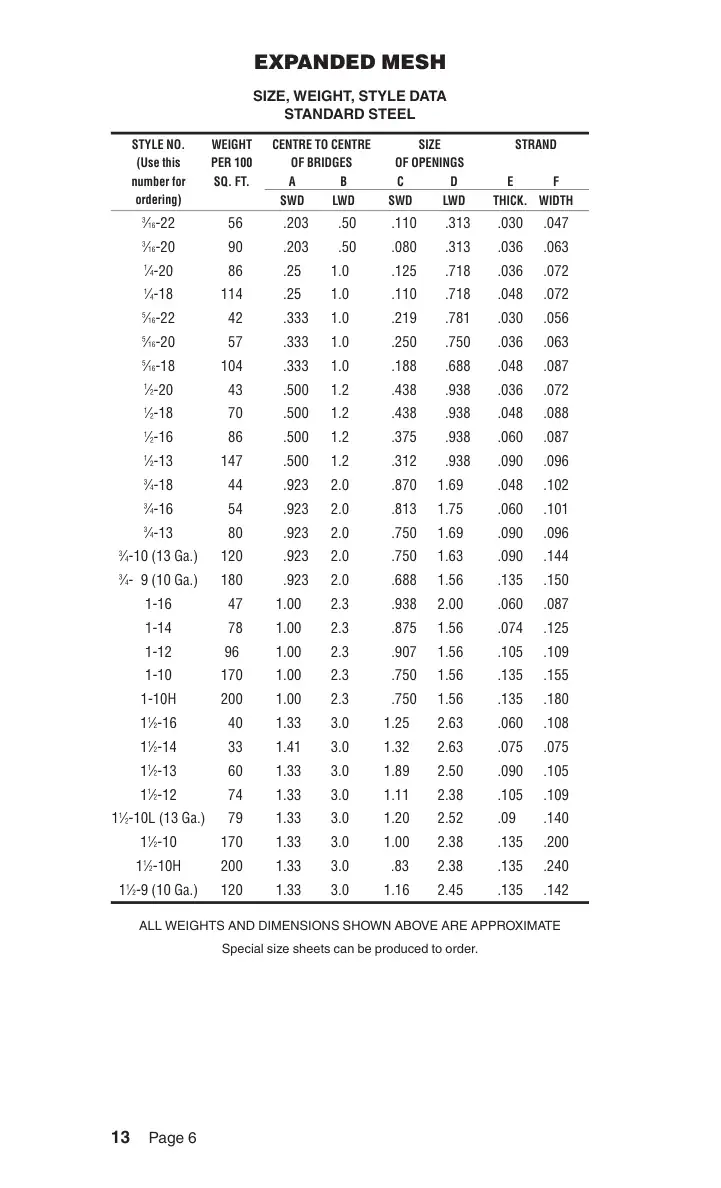 EXPANDED MESH
SIZE, WEIGHT, STYLE DATA
STANDARD STEEL
STYLE NO. WEIGHT CENTRE TO CENTRE SIZE STRAND
(Use this PER 100 OF BRIDGES OF OPENINGS
number for SQ. FT. A B C D E F
ordering) SWD LWD SWD LWD THICK. WIDTH
3⁄16-22 56 .203 .50 .110 .313 .030 .047
3⁄16-20 90 .203 .50 .080 .313 .036 .063
1⁄4-20 86 .25 1.0 .125 .718 .036 .072
1⁄4-18 114 .25 1.0 .110 .718 .048 .072
5⁄16-22 42 .333 1.0 .219 .781 .030 .056
5⁄16-20 57 .333 1.0 .250 .750 .036 .063
5⁄16-18 104 .333 1.0 .188 .688 .048 .087
1⁄2-20 43 .500 1.2 .438 .938 .036 .072
1⁄2-18 70 .500 1.2 .438 .938 .048 .088
1⁄2-16 86 .500 1.2 .375 .938 .060 .087
1⁄2-13 147 .500 1.2 .312 .938 .090 .096
3⁄4-18 44 .923 2.0 .870 1.69 .048 .102
3⁄4-16 54 .923 2.0 .813 1.75 .060 .101
3⁄4-13 80 .923 2.0 .750 1.69 .090 .096
3⁄4-10 (13 Ga.) 120 .923 2.0 .750 1.63 .090 .144
3⁄4- 9 (10 Ga.) 180 .923 2.0 .688 1.56 .135 .150
1-16 47 1.00 2.3 .938 2.00 .060 .087
1-14 78 1.00 2.3 .875 1.56 .074 .125
1-12 96 1.00 2.3 .907 1.56 .105 .109
1-10 170 1.00 2.3 .750 1.56 .135 .155
1-10H 200 1.00 2.3 .750 1.56 .135 .180
1 1⁄2-16 40 1.33 3.0 1.25 2.63 .060 .108
1 1⁄2-14 33 1.41 3.0 1.32 2.63 .075 .075
1 1⁄2-13 60 1.33 3.0 1.89 2.50 .090 .105
1 1⁄2-12 74 1.33 3.0 1.11 2.38 .105 .109
1 1⁄2-10L (13 Ga.) 79 1.33 3.0 1.20 2.52 .09 .140
1 1⁄2-10 170 1.33 3.0 1.00 2.38 .135 .200
1 1⁄2-10H 200 1.33 3.0 .83 2.38 .135 .240
1 1⁄2-9 (10 Ga.) 120 1.33 3.0 1.16 2.45 .135 .142
ALL WEIGHTS AND DIMENSIONS SHOWN ABOVE ARE APPROXIMATE
Special size sheets can be produced to order.
13 Page 6